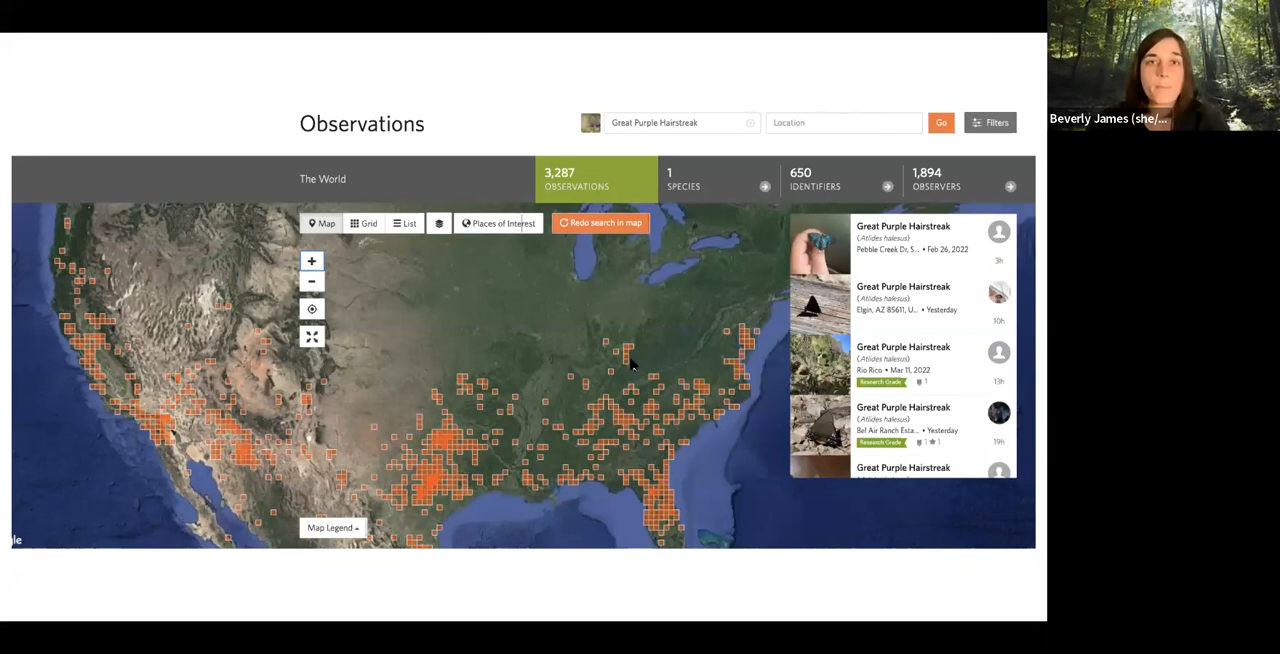 Observations
Great Purple Hairstreak
Location
Go
Filters
The World
3,287
OBSERVATIONS
1
SPECIES
650
IDENTIFIERS
1,894
OBSERVERS
Map
Grid
List
Places of Interest
Redo search in map
+
−
Great Purple Hairstreak
(Atlides halesus)
Pebble Creek Dr, S... • Feb 26, 2022
3h
Great Purple Hairstreak
(Atlides halesus)
Elgin, AZ 85611, U... • Yesterday
10h
Great Purple Hairstreak
(Atlides halesus)
Rio Rico • Mar 11, 2022
Research Grade 1
13h
Great Purple Hairstreak
(Atlides halesus)
Bel Air Ranch Esta... • Yesterday
Research Grade 1 1
19h
Great Purple Hairstreak
Map Legend
le
Beverly James (she/...